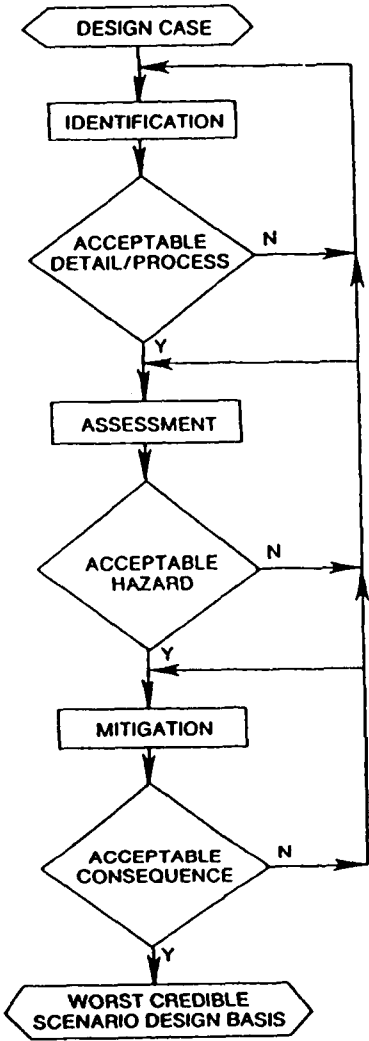 DESIGN CASE
IDENTIFICATION
ACCEPTABLE
DETAIL/PROCESS
N
Y
ASSESSMENT
ACCEPTABLE
HAZARD
N
Y
MITIGATION
ACCEPTABLE
CONSEQUENCE
N
Y
WORST CREDIBLE
SCENARIO DESIGN BASIS